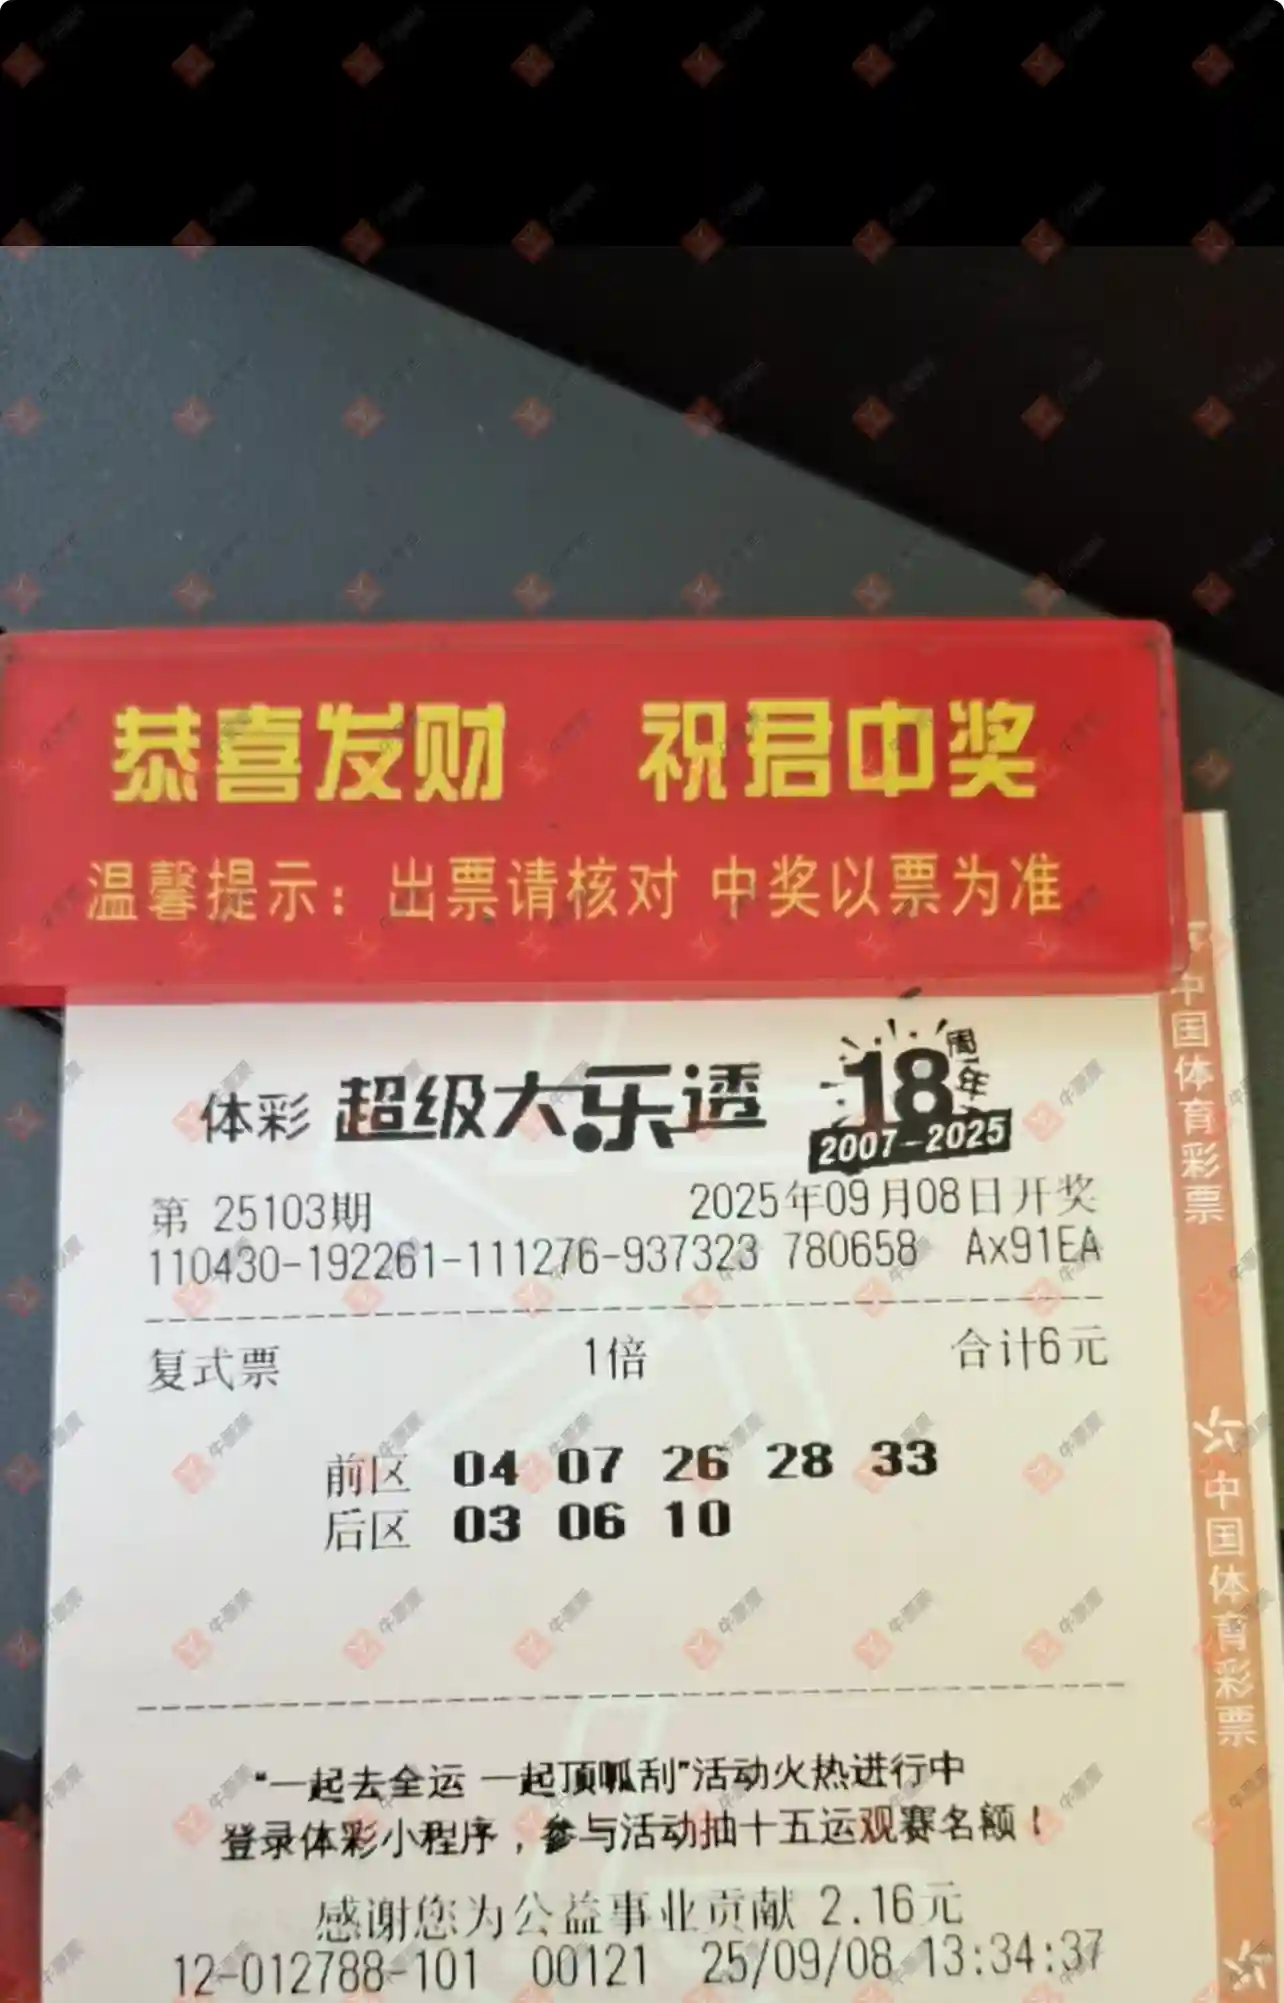 恭喜发财 祝君中奖
温馨提示：出票请核对 中奖以票为准
体彩 超级大乐透 18周年
2007-2025
第 25103期 2025年09月08日开奖
110430-192261-111276-937323 780658 Ax91EA
复式票 1倍 合计6元
前区 04 07 26 28 33
后区 03 06 10
“一起去全运 一起顶呱刮”活动火热进行中
登录体彩小程序，参与活动抽十五运观赛名额！
感谢您为公益事业贡献 2.16元
12-012788-101 00121 25/09/08 13:34:37
中国体育彩票
中国体育彩票